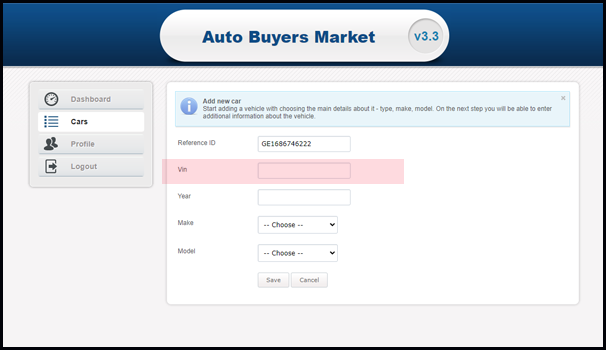 Auto Buyers Market
v3.3
Dashboard
Cars
Profile
Logout
Add new car
Start adding a vehicle with choosing the main details about it - type, make, model. On the next step you will be able to enter
additional information about the vehicle.
Reference ID
GE1686746222
Vin
Year
Make
-- Choose --
Model
-- Choose --
Save
Cancel